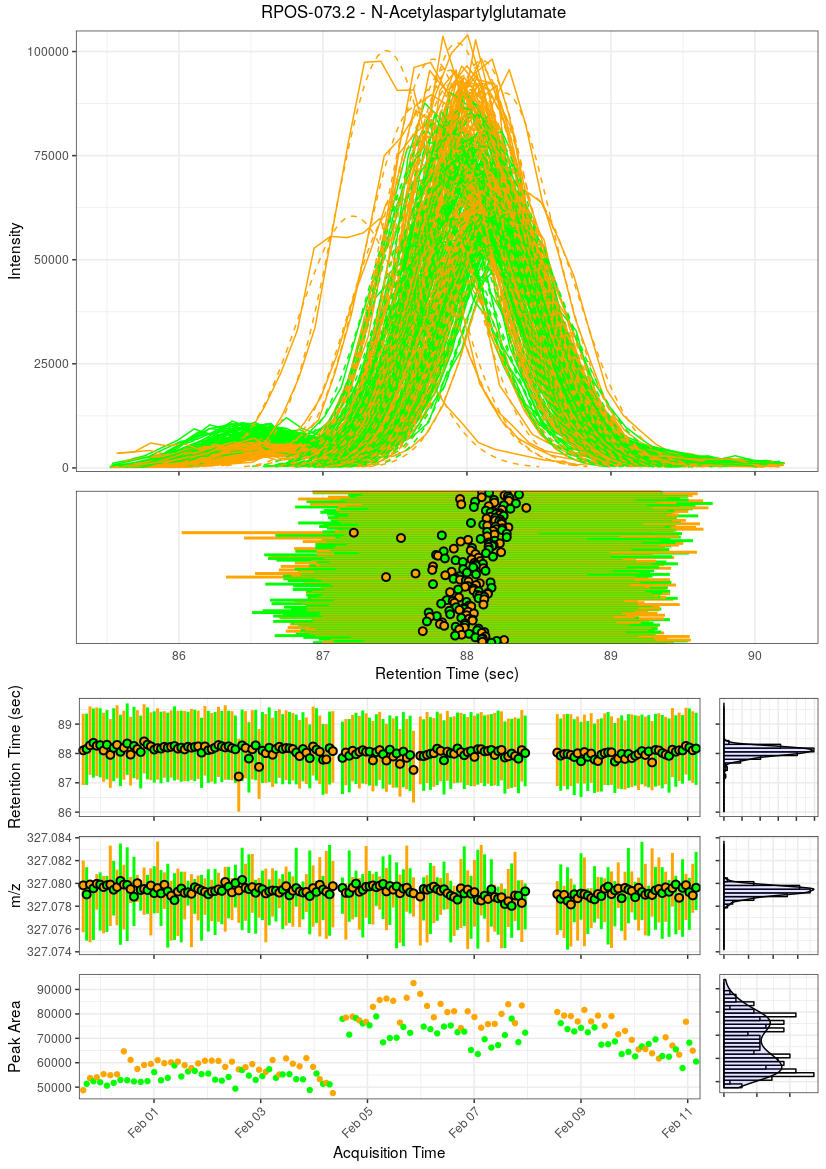 RPOS-073.2 - N-Acetylaspartylglutamate
100000
75000
50000
25000
0
Intensity
86 87 88 89 90
Retention Time (sec)
89
88
87
86
Retention Time (sec)
327.084
327.082
327.080
327.078
327.076
327.074
m/z
90000
80000
70000
60000
50000
Peak Area
Feb 01 Feb 03 Feb 05 Feb 07 Feb 09 Feb 11
Acquisition Time